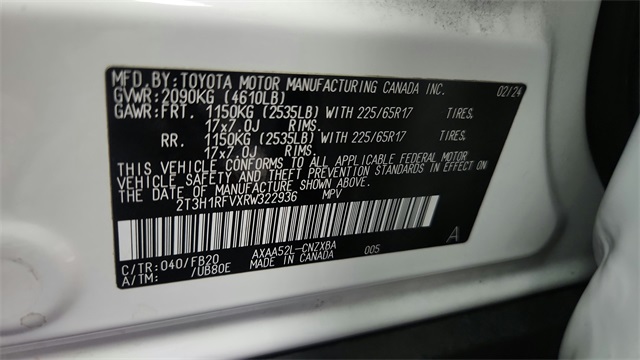 MFD.BY:TOYOTA MOTOR MANUFACTURING CANADA INC. 02/24
GVWR:2090KG (4610LB)
GAWR:FRT. 1150KG (2535LB) WITH 225/65R17 TIRES.
17x7.0J RIMS.
RR. 1150KG (2535LB) WITH 225/65R17 TIRES.
17x7.0J RIMS.
THIS VEHICLE CONFORMS TO ALL APPLICABLE FEDERAL MOTOR
VEHICLE SAFETY AND THEFT PREVENTION STANDARDS IN EFFECT ON
THE DATE OF MANUFACTURE SHOWN ABOVE.
2T3H1RFVXRW322936 MPV
C/TR:040/FB20 AXAA52L-CNZXBA 005 A
A/TM: /UB80E MADE IN CANADA